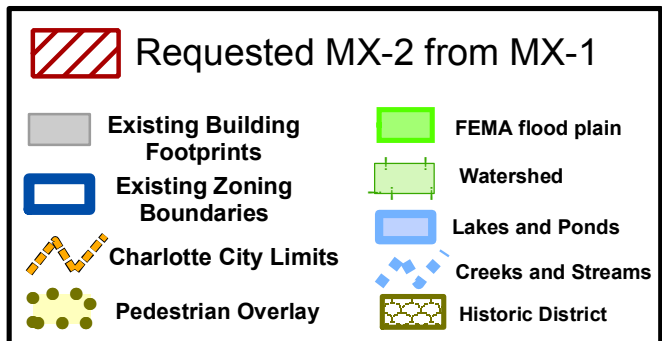 Requested MX-2 from MX-1
Existing Building
Footprints
Existing Zoning
Boundaries
Charlotte City Limits
Pedestrian Overlay
FEMA flood plain
Watershed
Lakes and Ponds
Creeks and Streams
Historic District